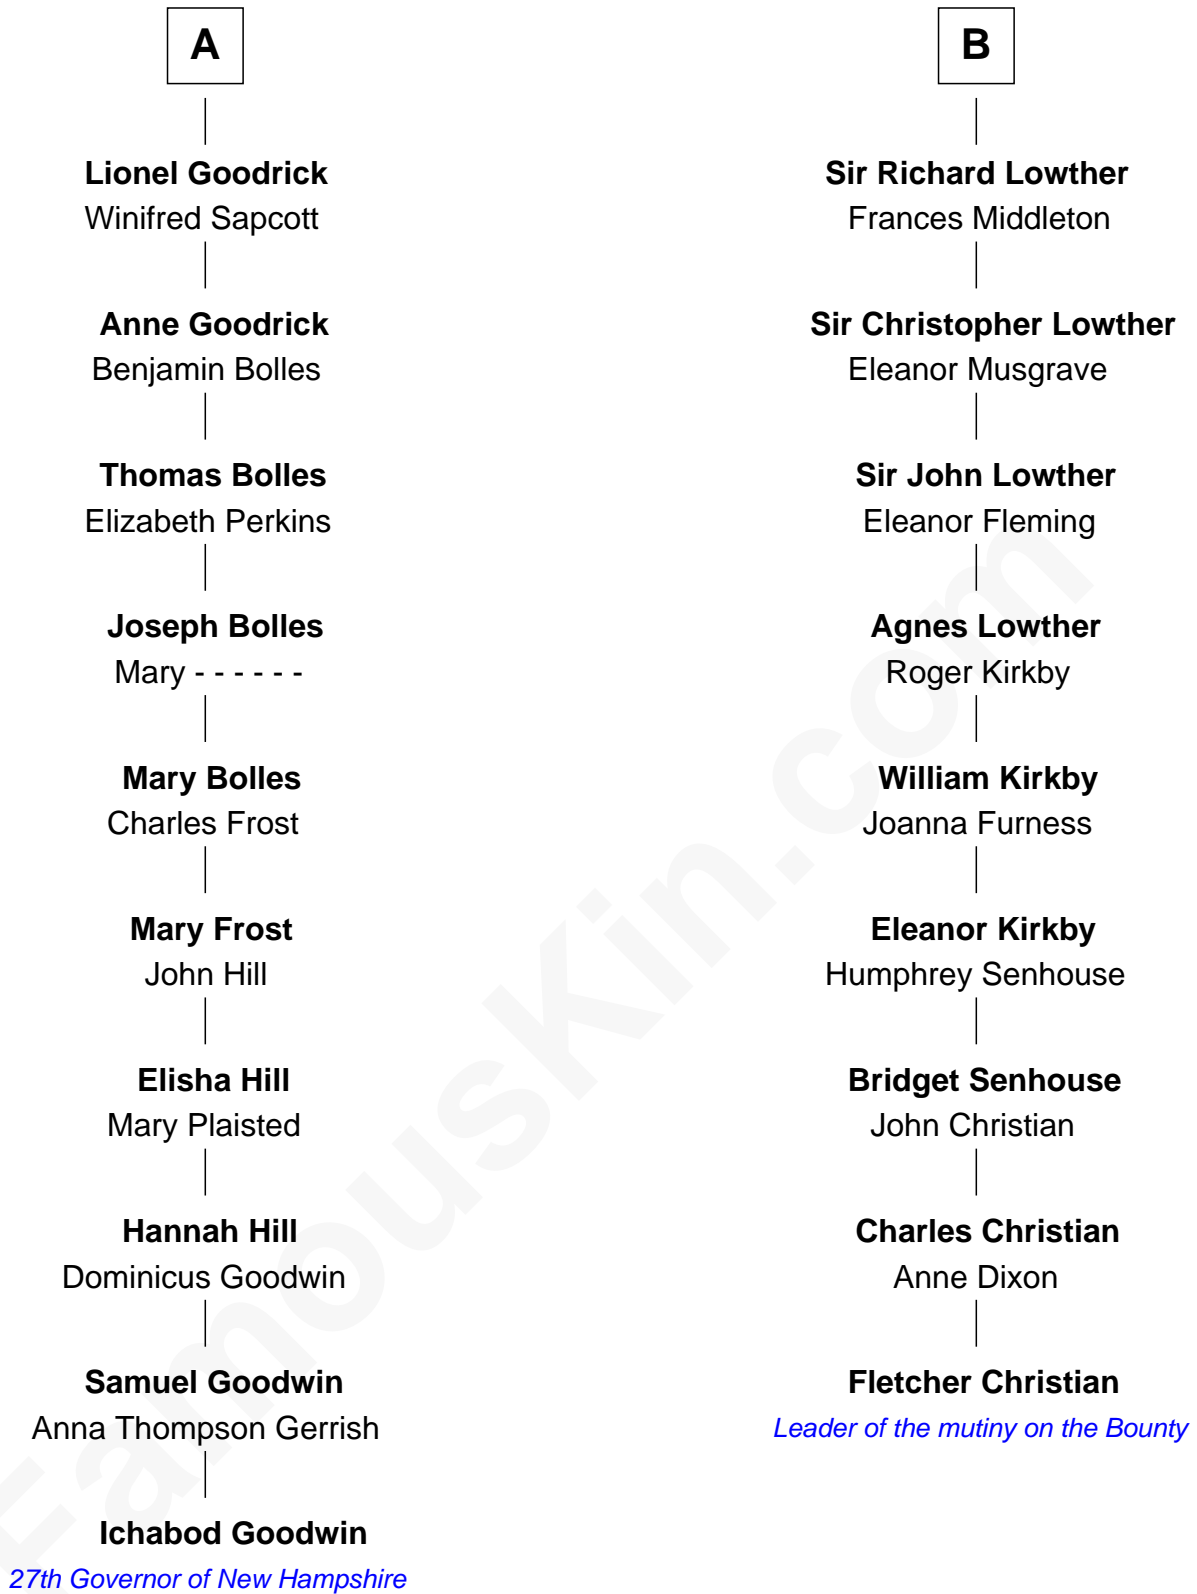 A
Lionel Goodrick
Winifred Sapcott
Anne Goodrick
Benjamin Bolles
Thomas Bolles
Elizabeth Perkins
Joseph Bolles
Mary - - - - - -
Mary Bolles
Charles Frost
Mary Frost
John Hill
Elisha Hill
Mary Plaisted
Hannah Hill
Dominicus Goodwin
Samuel Goodwin
Anna Thompson Gerrish
Ichabod Goodwin
27th Governor of New Hampshire
B
Sir Richard Lowther
Frances Middleton
Sir Christopher Lowther
Eleanor Musgrave
Sir John Lowther
Eleanor Fleming
Agnes Lowther
Roger Kirkby
William Kirkby
Joanna Furness
Eleanor Kirkby
Humphrey Senhouse
Bridget Senhouse
John Christian
Charles Christian
Anne Dixon
Fletcher Christian
Leader of the mutiny on the Bounty
FamousKin.com